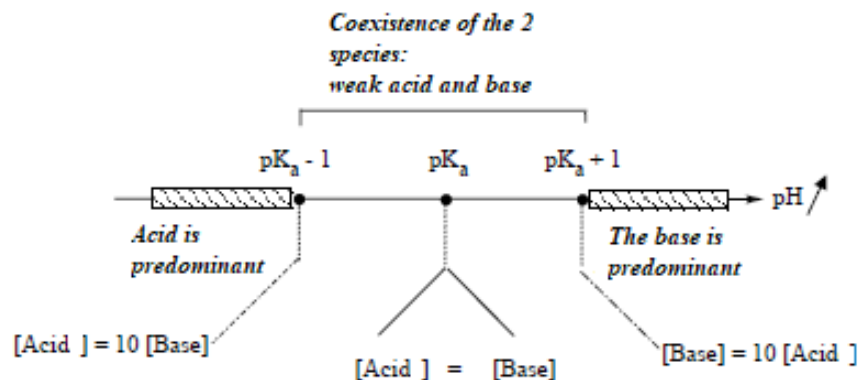 Coexistence of the 2
species:
weak acid and base
pKa - 1
pKa
pKa + 1
pH
Acid is
predominant
The base is
predominant
[Acid ] = 10 [Base]
[Acid ] = [Base]
[Base] = 10 [Acid ]